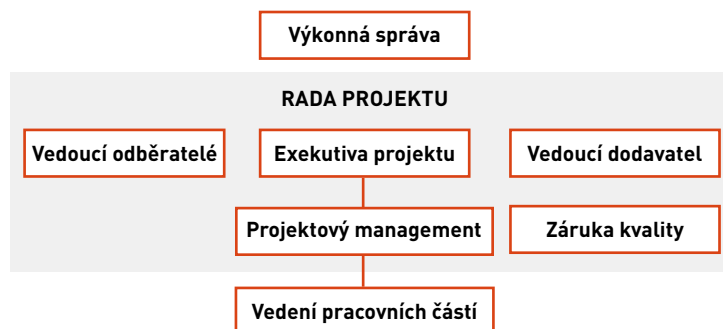 Výkonná správa
RADA PROJEKTU
Vedoucí odběratelé
Exekutiva projektu
Vedoucí dodavatel
Projektový management
Záruka kvality
Vedení pracovních částí